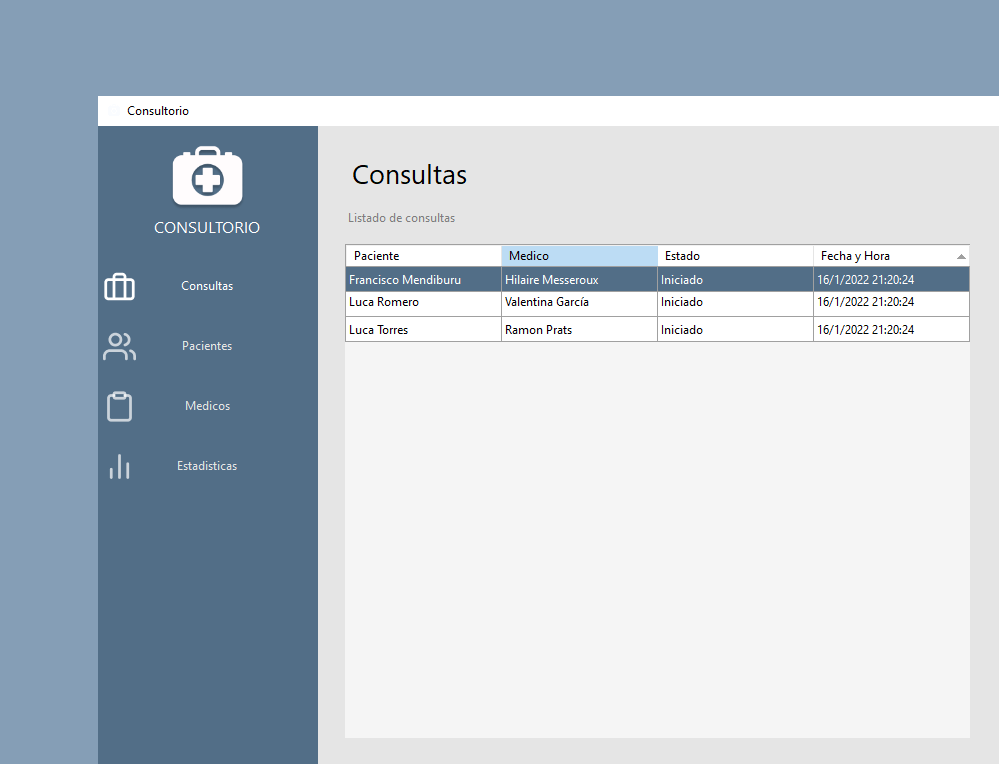 Consultorio
CONSULTORIO
Consultas
Pacientes
Medicos
Estadisticas
Consultas
Listado de consultas
Paciente Medico Estado Fecha y Hora
Francisco Mendiburu Hilaire Messeroux Iniciado 16/1/2022 21:20:24
Luca Romero Valentina García Iniciado 16/1/2022 21:20:24
Luca Torres Ramon Prats Iniciado 16/1/2022 21:20:24